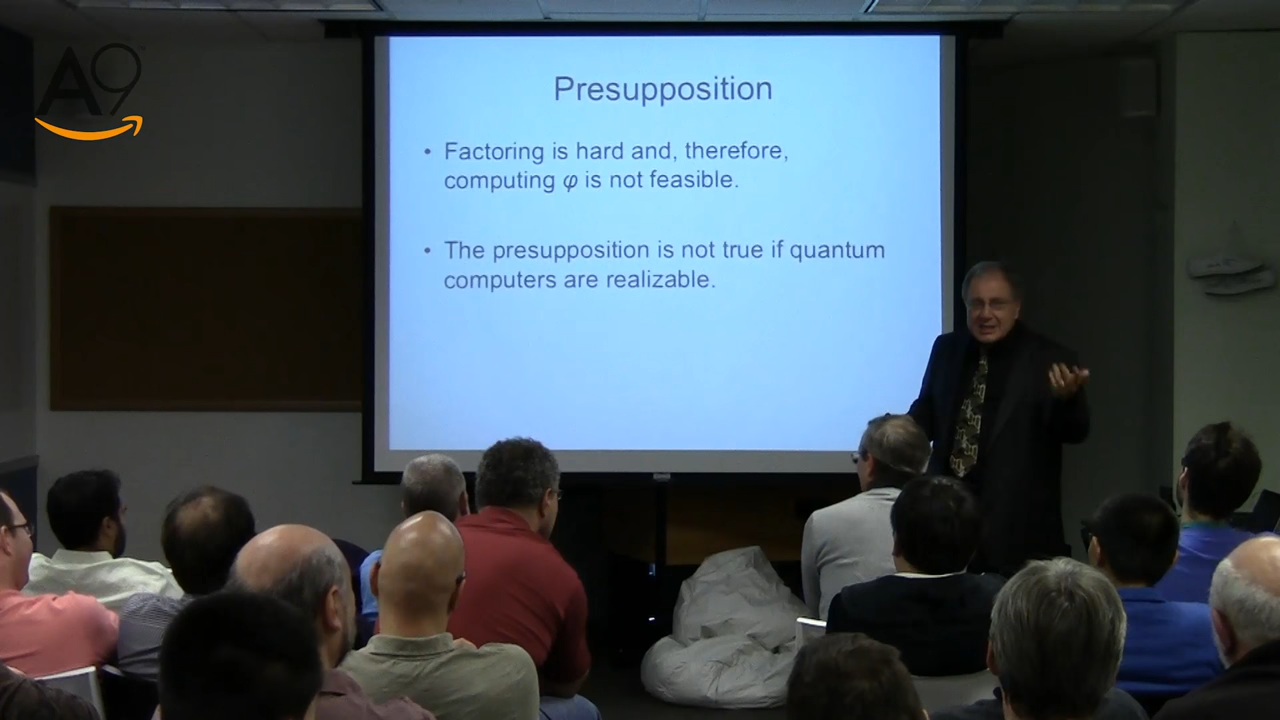 A9
Presupposition
• Factoring is hard and, therefore,
computing φ is not feasible.
• The presupposition is not true if quantum
computers are realizable.